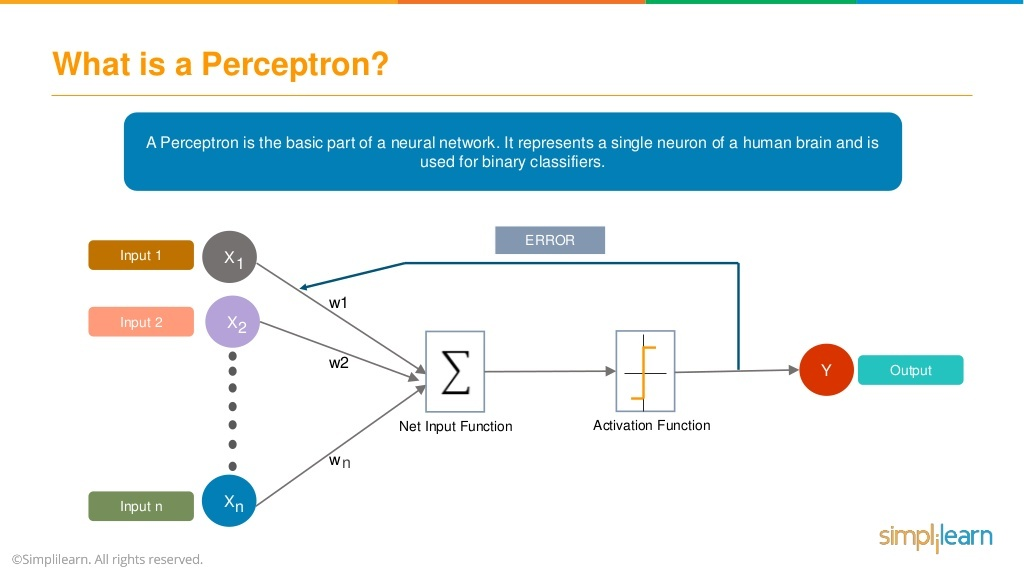 What is a Perceptron?
A Perceptron is the basic part of a neural network. It represents a single neuron of a human brain and is
used for binary classifiers.
ERROR
Input 1
X1
w1
Input 2
X2
w2
Σ
Y
Output
Net Input Function
Activation Function
wn
Input n
Xn
simplilearn
©Simplilearn. All rights reserved.